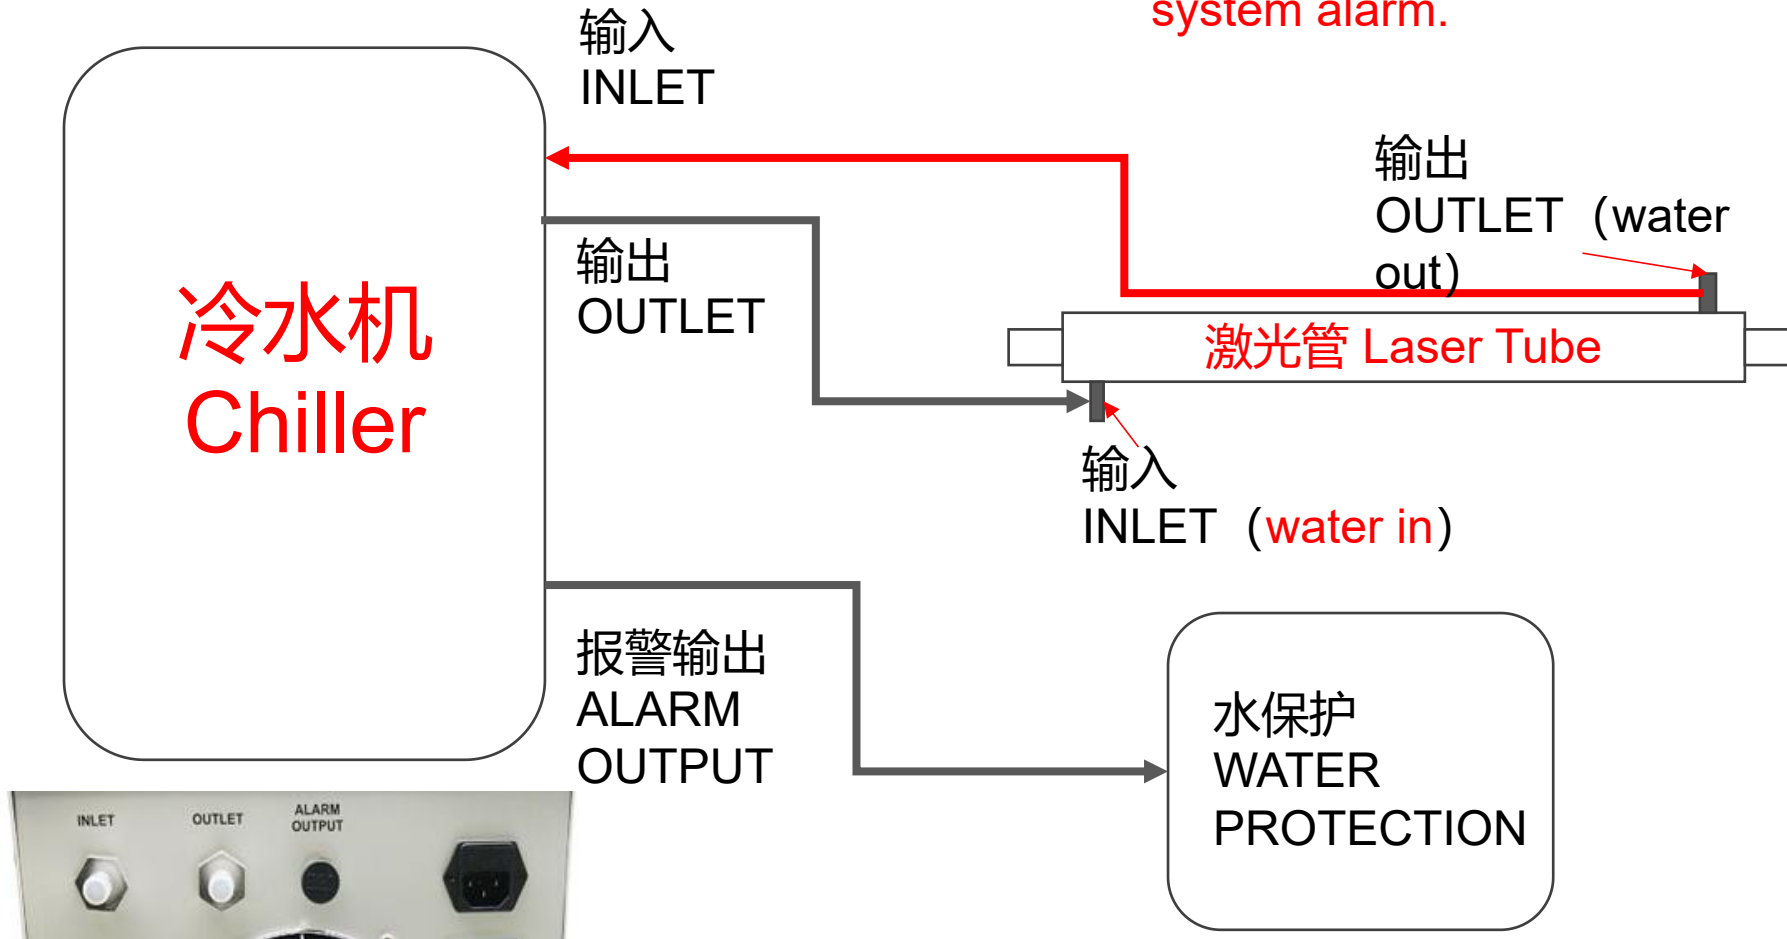 system alarm.
输入
INLET
输出
OUTLET（water
out）
输出
OUTLET
冷水机
Chiller
激光管 Laser Tube
输入
INLET（water in）
报警输出
ALARM
OUTPUT
水保护
WATER
PROTECTION
INLET
OUTLET
ALARM
OUTPUT